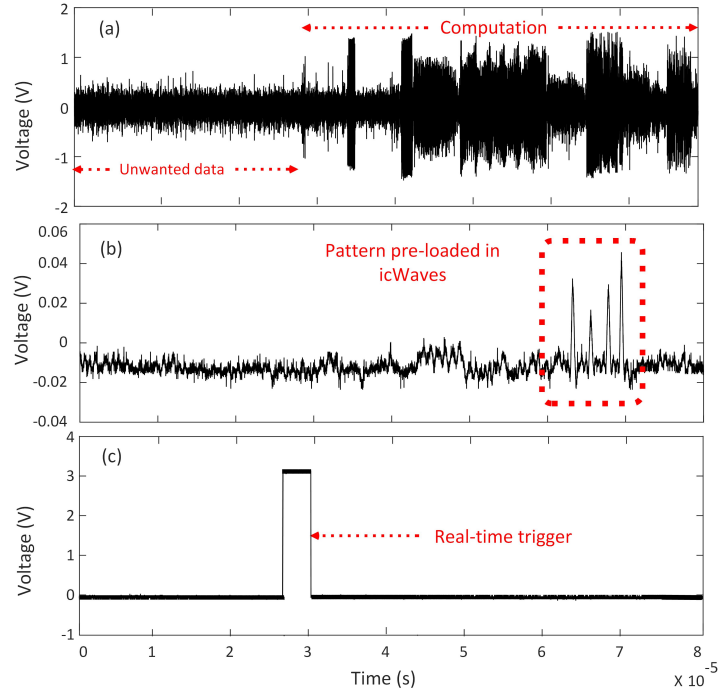 2
(a)
Computation
1
0
-1
-2
Voltage (V)
Unwanted data
0.06
(b)
Pattern pre-loaded in
icWaves
0.04
0.02
0
-0.02
-0.04
Voltage (V)
4
(c)
3
2
1
0
-1
Voltage (V)
Real-time trigger
0 1 2 3 4 5 6 7 8
Time (s)
X 10-5